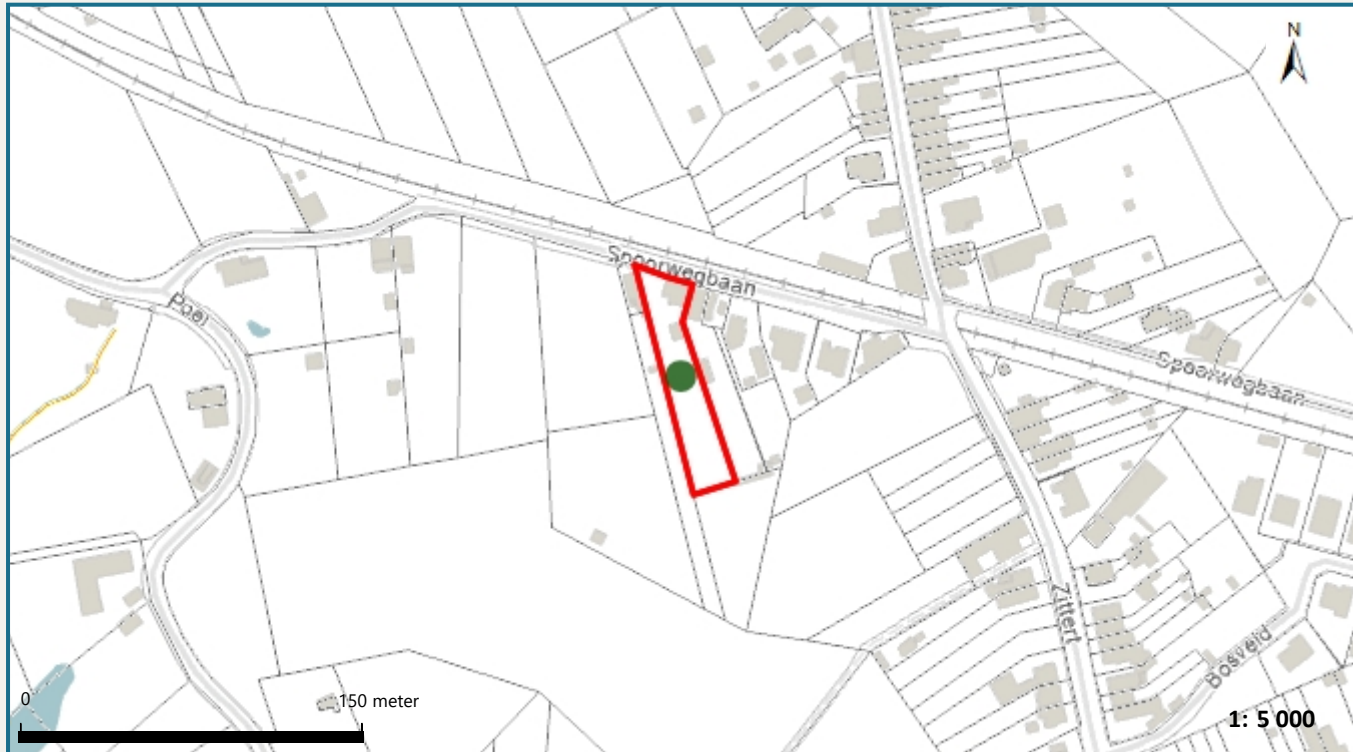 N
Spoorwegbaan
Poel
Spoorwegbaan
Zittert
Bosveld
0
150 meter
1: 5 000